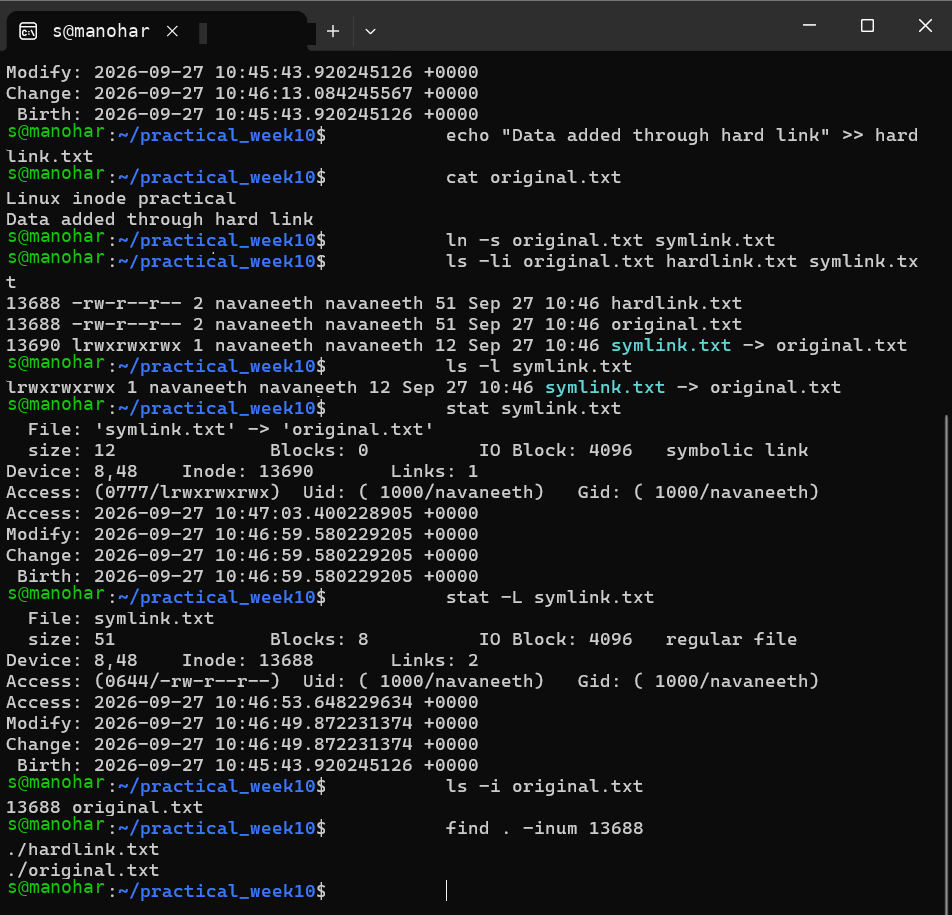 s@manohar
Modify: 2026-09-27 10:45:43.920245126 +0000
Change: 2026-09-27 10:46:13.084245567 +0000
 Birth: 2026-09-27 10:45:43.920245126 +0000
s@manohar:~/practical_week10$ echo "Data added through hard link" >> hard
link.txt
s@manohar:~/practical_week10$ cat original.txt
Linux inode practical
Data added through hard link
s@manohar:~/practical_week10$ ln -s original.txt symlink.txt
s@manohar:~/practical_week10$ ls -li original.txt hardlink.txt symlink.tx
t
13688 -rw-r--r-- 2 navaneeth navaneeth 51 Sep 27 10:46 hardlink.txt
13688 -rw-r--r-- 2 navaneeth navaneeth 51 Sep 27 10:46 original.txt
13690 lrwxrwxrwx 1 navaneeth navaneeth 12 Sep 27 10:46 symlink.txt -> original.txt
s@manohar:~/practical_week10$ ls -l symlink.txt
lrwxrwxrwx 1 navaneeth navaneeth 12 Sep 27 10:46 symlink.txt -> original.txt
s@manohar:~/practical_week10$ stat symlink.txt
  File: 'symlink.txt' -> 'original.txt'
  size: 12              Blocks: 0          IO Block: 4096   symbolic link
Device: 8,48    Inode: 13690       Links: 1
Access: (0777/lrwxrwxrwx)  Uid: ( 1000/navaneeth)   Gid: ( 1000/navaneeth)
Access: 2026-09-27 10:47:03.400228905 +0000
Modify: 2026-09-27 10:46:59.580229205 +0000
Change: 2026-09-27 10:46:59.580229205 +0000
 Birth: 2026-09-27 10:46:59.580229205 +0000
s@manohar:~/practical_week10$ stat -L symlink.txt
  File: symlink.txt
  size: 51              Blocks: 8          IO Block: 4096   regular file
Device: 8,48    Inode: 13688       Links: 2
Access: (0644/-rw-r--r--)  Uid: ( 1000/navaneeth)   Gid: ( 1000/navaneeth)
Access: 2026-09-27 10:46:53.648229634 +0000
Modify: 2026-09-27 10:46:49.872231374 +0000
Change: 2026-09-27 10:46:49.872231374 +0000
 Birth: 2026-09-27 10:45:43.920245126 +0000
s@manohar:~/practical_week10$ ls -i original.txt
13688 original.txt
s@manohar:~/practical_week10$ find . -inum 13688
./hardlink.txt
./original.txt
s@manohar:~/practical_week10$